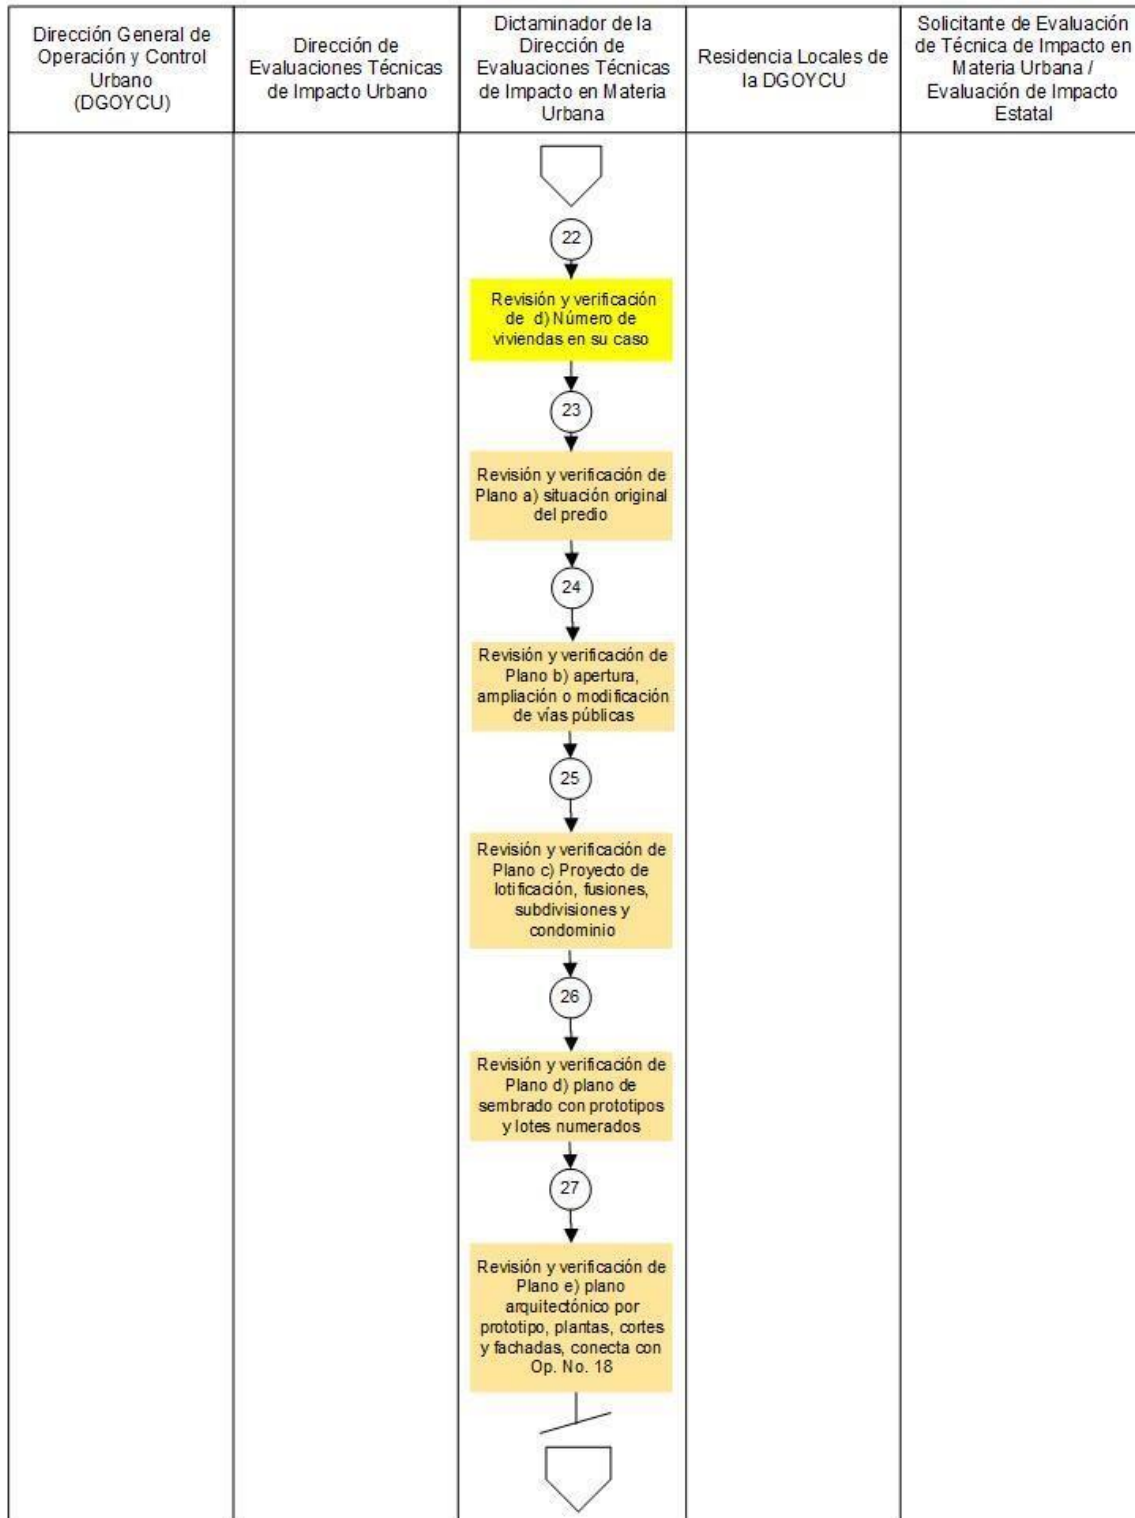 Dirección General de
Operación y Control
Urbano
(DGOYCU)
Dirección de
Evaluaciones Técnicas
de Impacto Urbano
Dictaminador de la
Dirección de
Evaluaciones Técnicas
de Impacto en Materia
Urbana
Residencia Locales de
la DGOYCU
Solicitante de Evaluación
de Técnica de Impacto en
Materia Urbana /
Evaluación de Impacto
Estatal
22
Revisión y verificación
de d) Número de
viviendas en su caso
23
Revisión y verificación de
Plano a) situación original
del predio
24
Revisión y verificación de
Plano b) apertura,
ampliación o modificación
de vías públicas
25
Revisión y verificación de
Plano c) Proyecto de
lotificación, fusiones,
subdivisiones y
condominio
26
Revisión y verificación de
Plano d) plano de
sembrado con prototipos
y lotes numerados
27
Revisión y verificación de
Plano e) plano
arquitectónico por
prototipo, plantas, cortes
y fachadas, conecta con
Op. No. 18